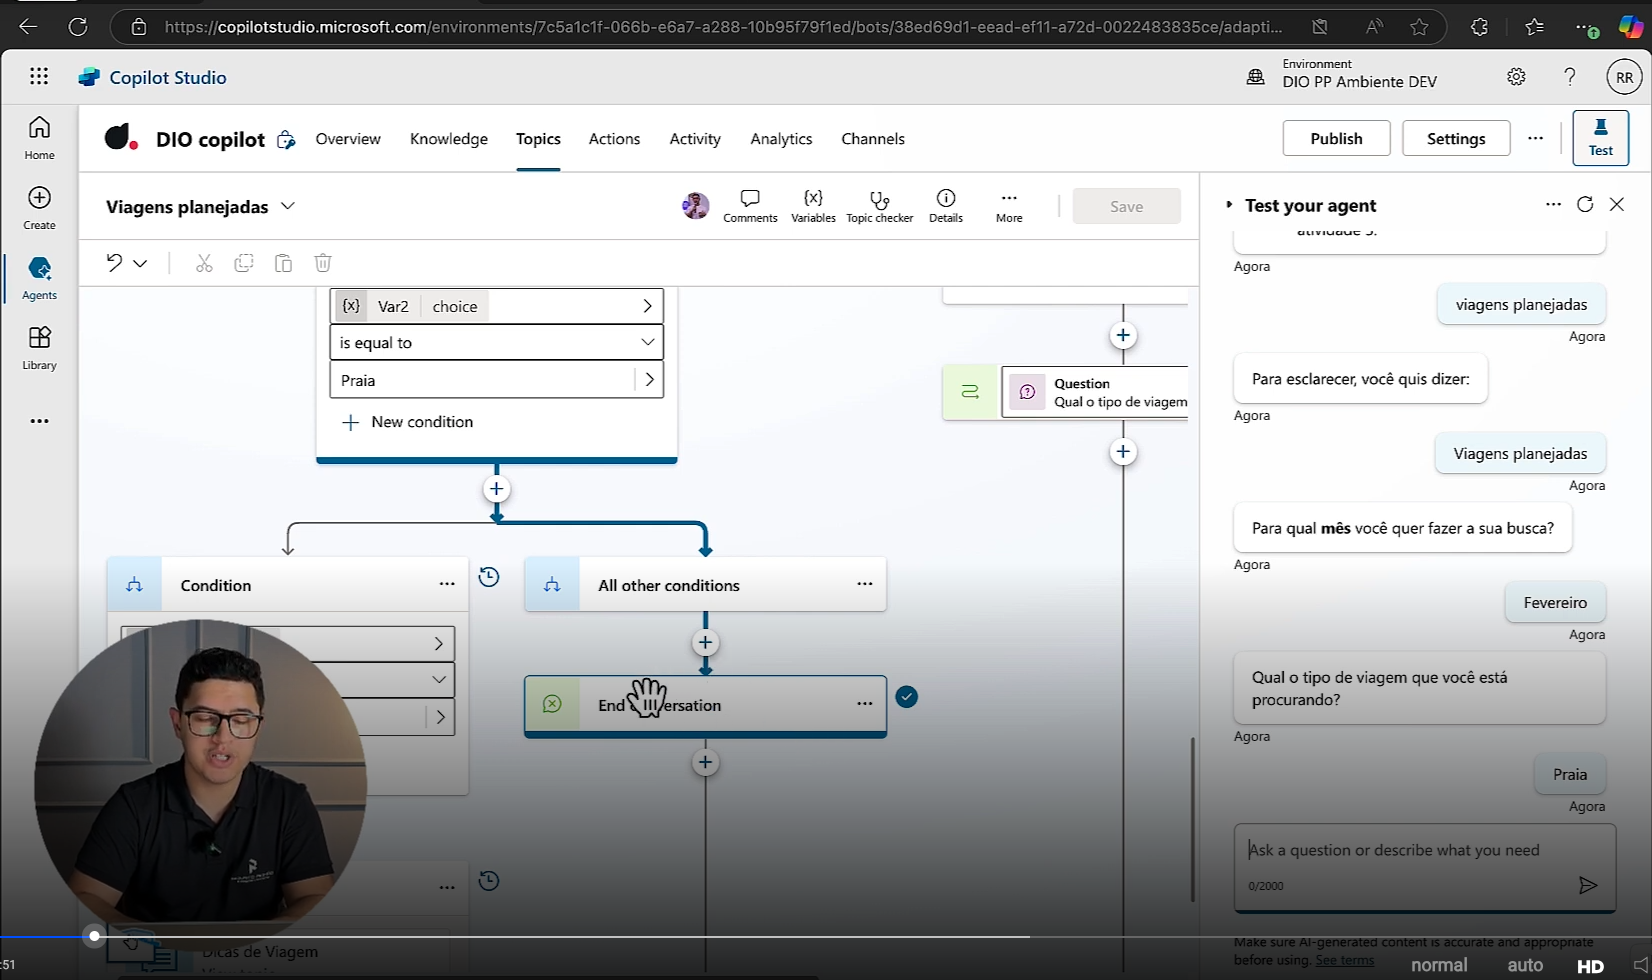 https://copilotstudio.microsoft.com/environments/7c5a1c1f-066b-e6a7-a288-10b95f79f1ed/bots/38ed69d1-eead-ef11-a72d-0022483835ce/adapti...
Copilot Studio
Environment
DIO PP Ambiente DEV
RR
Home
Create
Agents
Library
DIO copilot
Overview
Knowledge
Topics
Actions
Activity
Analytics
Channels
Publish
Settings
Test
Viagens planejadas
Comments
{x}
Variables
Topic checker
Details
More
Save
{x} Var2 choice
is equal to
Praia
New condition
Condition
All other conditions
End
ersation
Dicas de Viagem
Question
Qual o tipo de viagem
Test your agent
atividade 5.
Agora
viagens planejadas
Agora
Para esclarecer, você quis dizer:
Agora
Viagens planejadas
Agora
Para qual mês você quer fazer a sua busca?
Agora
Fevereiro
Agora
Qual o tipo de viagem que você está
procurando?
Agora
Praia
Agora
Ask a question or describe what you need
0/2000
Make sure AI-generated content is accurate and appropriate
before using. See terms
:51
normal
auto
HD